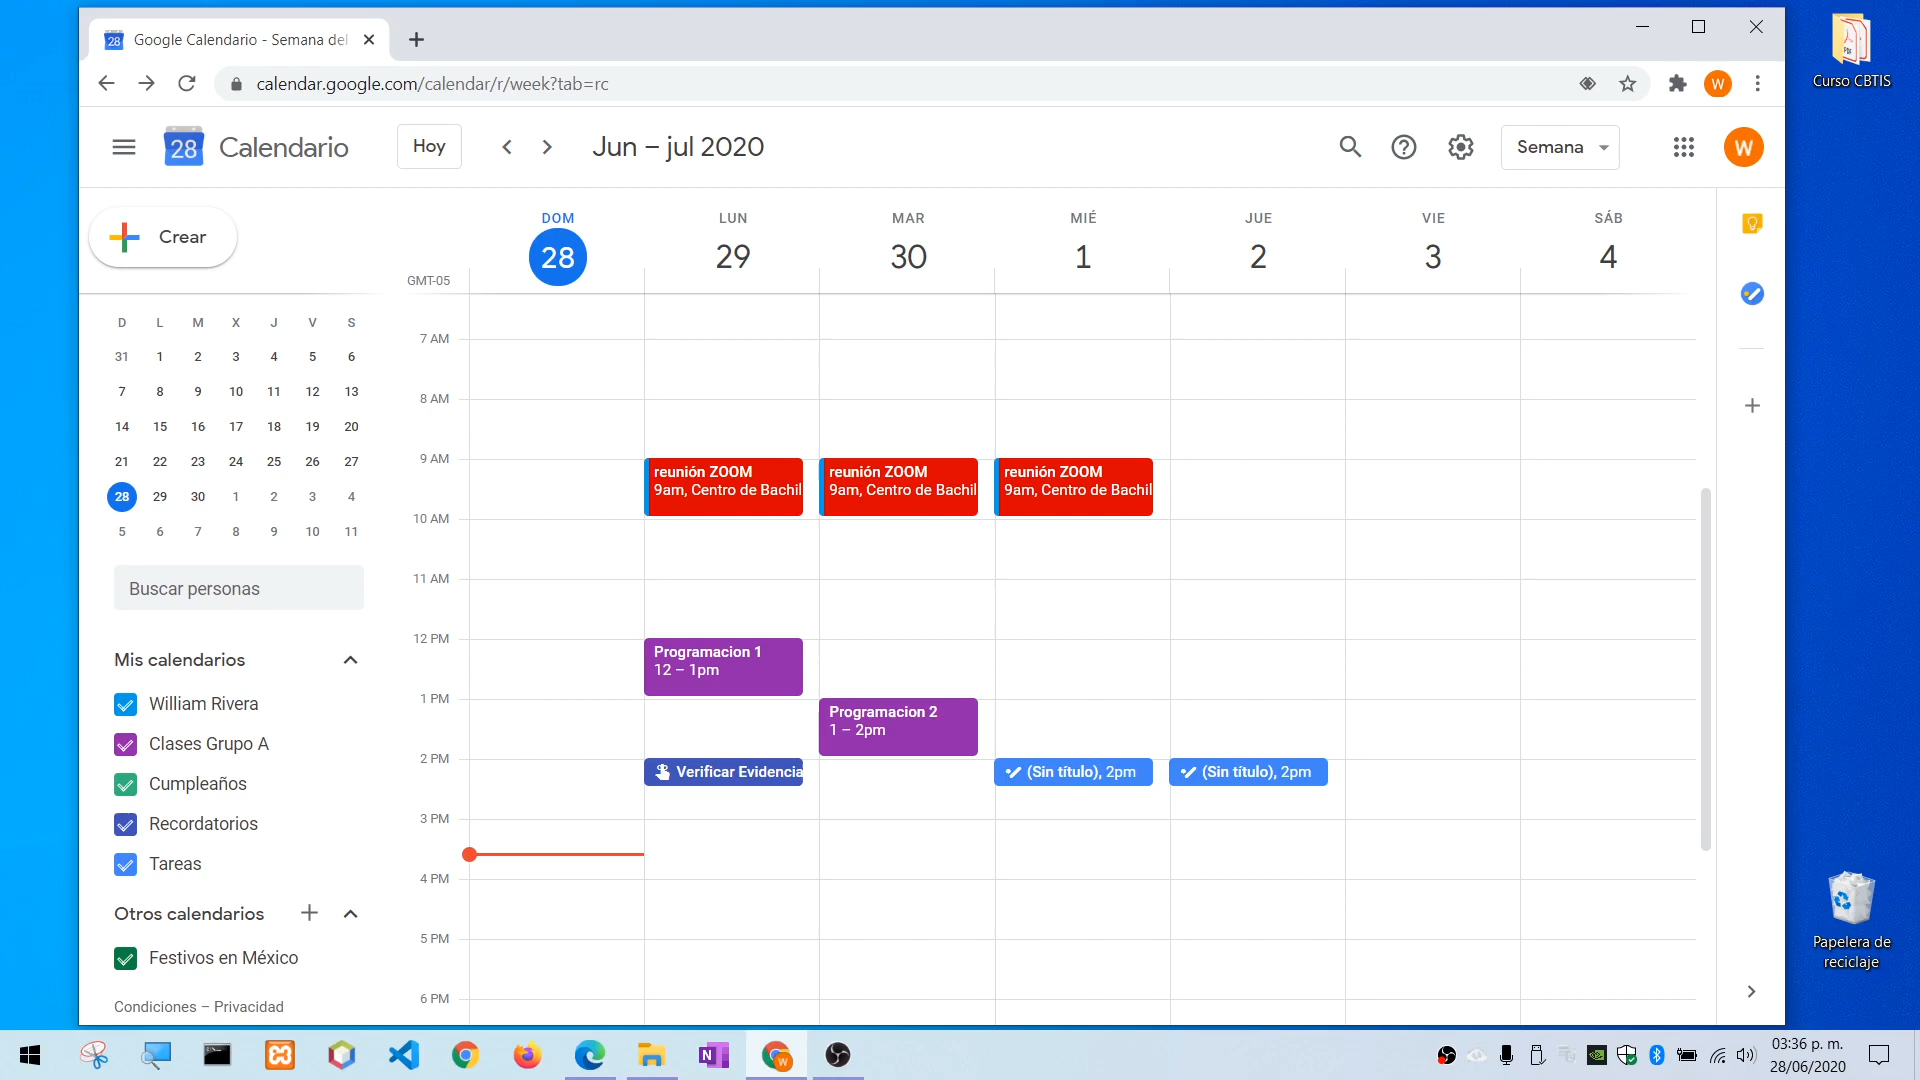 28 Google Calendario - Semana del
calendar.google.com/calendar/r/week?tab=rc
W
Curso CBTIS
28 Calendario
Hoy
Jun – jul 2020
Semana
W
Crear
DOM LUN MAR MIÉ JUE VIE SÁB
28 29 30 1 2 3 4
GMT-05
D L M X J V S
31 1 2 3 4 5 6
7 8 9 10 11 12 13
14 15 16 17 18 19 20
21 22 23 24 25 26 27
28 29 30 1 2 3 4
5 6 7 8 9 10 11
Buscar personas
Mis calendarios
William Rivera
Clases Grupo A
Cumpleaños
Recordatorios
Tareas
Otros calendarios
Festivos en México
Condiciones – Privacidad
7 AM
8 AM
9 AM
reunión ZOOM
9am, Centro de Bachil
reunión ZOOM
9am, Centro de Bachil
reunión ZOOM
9am, Centro de Bachil
10 AM
11 AM
12 PM
Programacion 1
12 – 1pm
1 PM
Programacion 2
1 – 2pm
2 PM
Verificar Evidencia
(Sin título), 2pm
(Sin título), 2pm
3 PM
4 PM
5 PM
6 PM
Papelera de
reciclaje
N
W
03:36 p. m.
28/06/2020